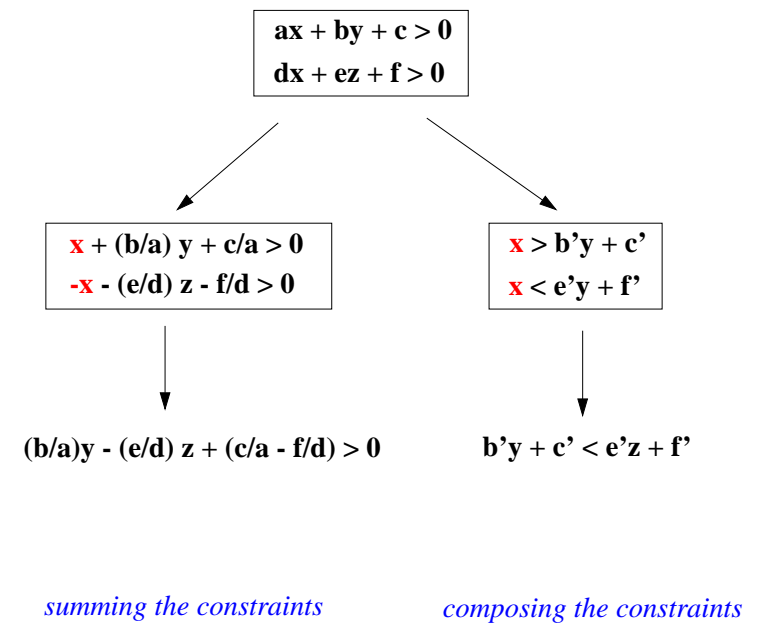 ax + by + c > 0
dx + ez + f > 0
x + (b/a) y + c/a > 0
-x - (e/d) z - f/d > 0
x > b’y + c’
x < e’y + f’
(b/a)y - (e/d) z + (c/a - f/d) > 0
b’y + c’ < e’z + f’
summing the constraints
composing the constraints